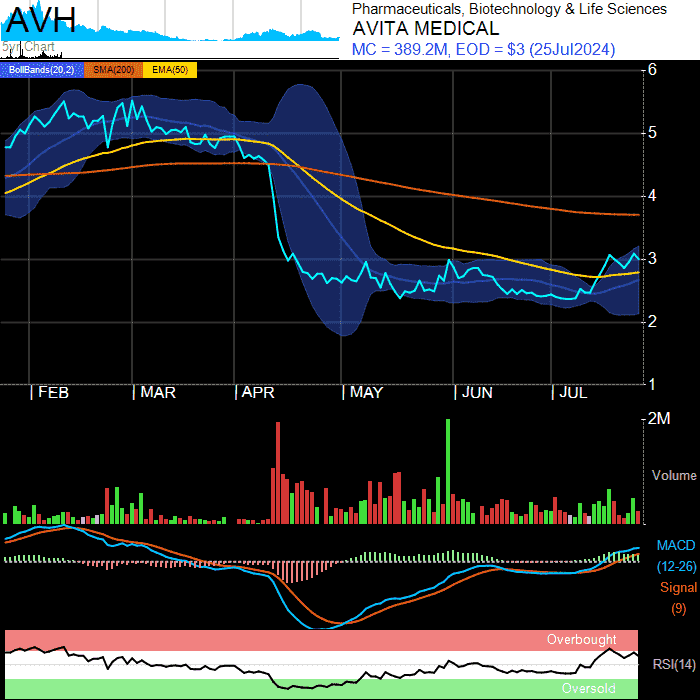 AVH
5yr Chart
Pharmaceuticals, Biotechnology & Life Sciences
AVITA MEDICAL
MC = 389.2M, EOD = $3 (25Jul2024)
BollBands(20,2) SMA(200) EMA(50)
6
5
4
3
2
1
FEB MAR APR MAY JUN JUL
2M
Volume
MACD
(12-26)
Signal
(9)
Overbought
RSI(14)
Oversold